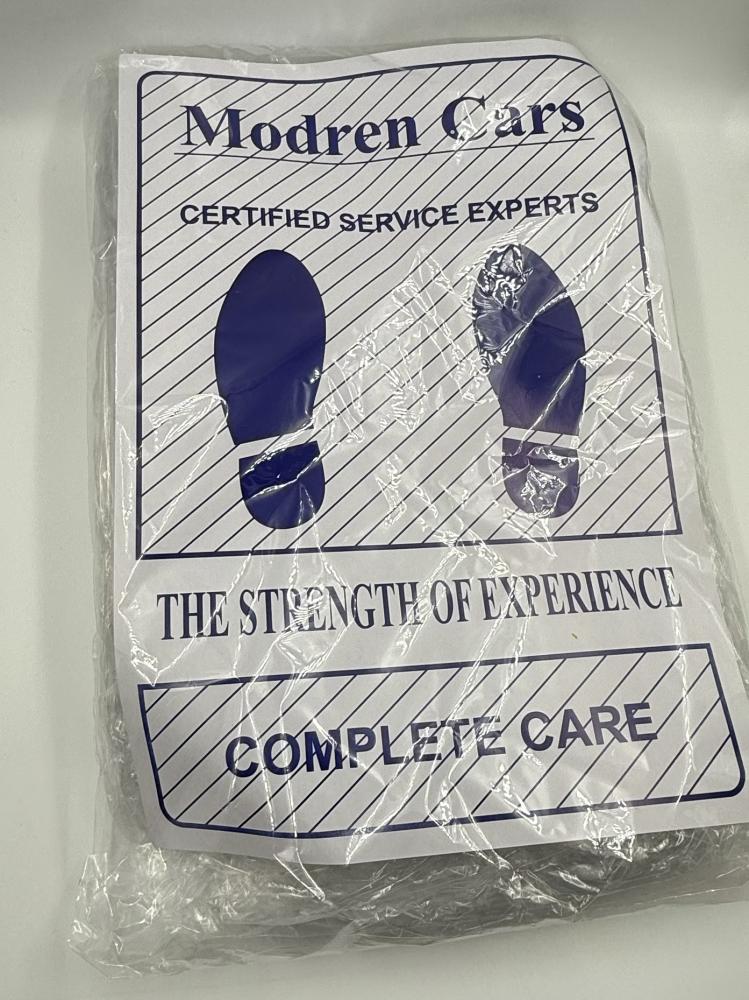 Modren Cars
CERTIFIED SERVICE EXPERTS
THE STRENGTH OF EXPERIENCE
COMPLETE CARE